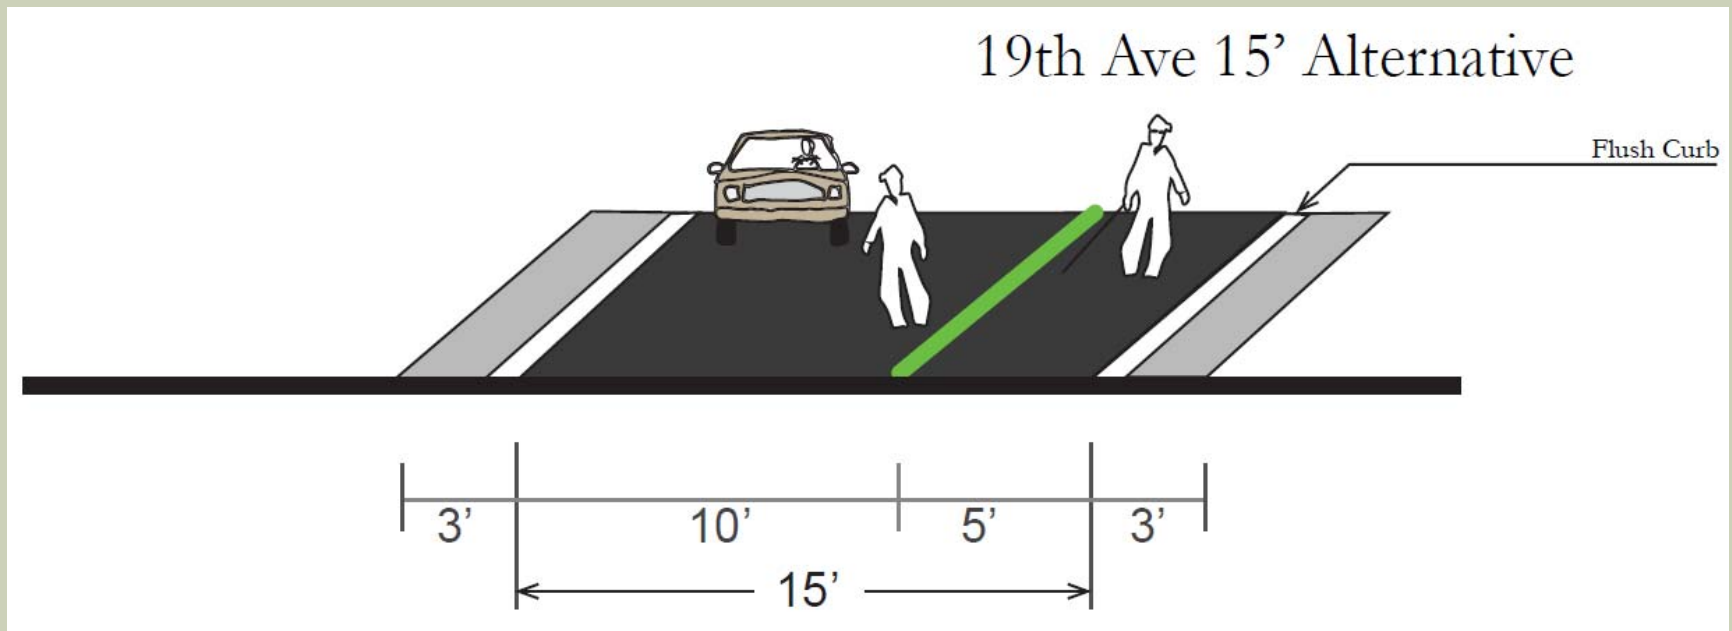 19th Ave 15’ Alternative
Flush Curb
3’ 10’ 5’ 3’
15’